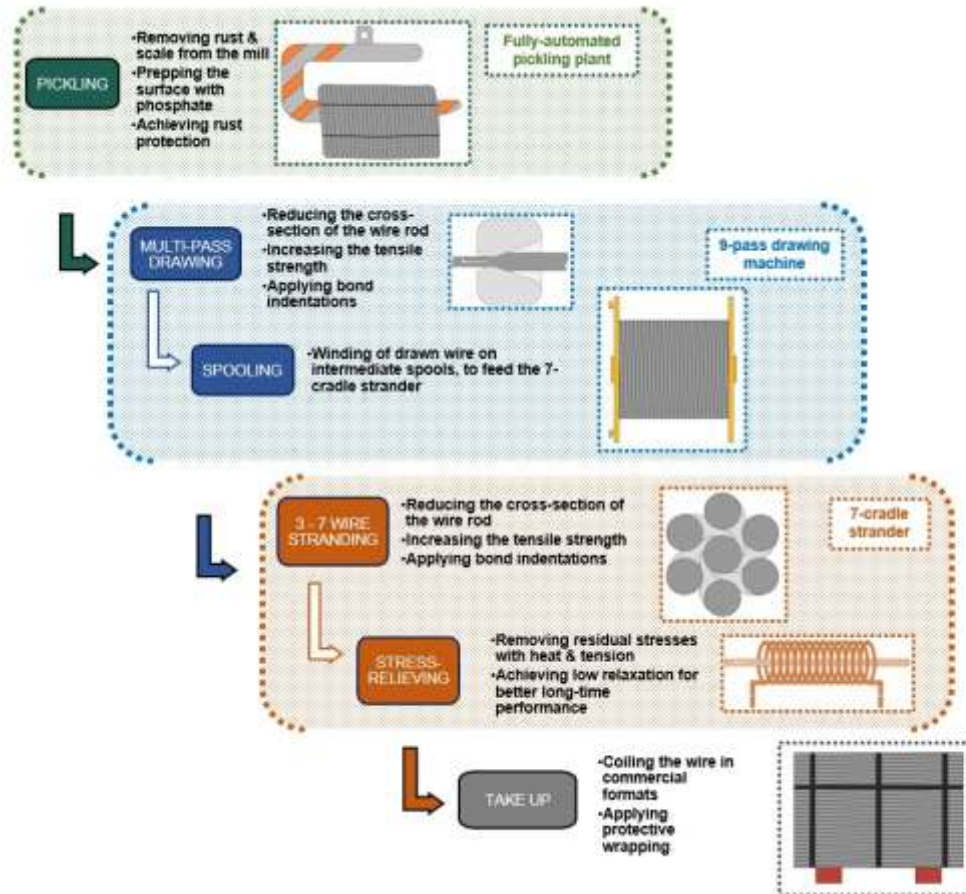 PICKLING
•Removing rust &
scale from the mill
•Prepping the
surface with
phosphate
•Achieving rust
protection
Fully-automated
pickling plant
MULTI-PASS
DRAWING
•Reducing the cross-
section of the wire rod
•Increasing the tensile
strength
•Applying bond
indentations
9-pass drawing
machine
SPOOLING
•Winding of drawn wire on
intermediate spools, to feed the 7-
cradle strander
3 - 7 WIRE
STRANDING
•Reducing the cross-section of
the wire rod
•Increasing the tensile strength
•Applying bond indentations
7-cradle
strander
STRESS-
RELIEVING
•Removing residual stresses
with heat & tension
•Achieving low relaxation for
better long-time
performance
TAKE UP
•Coiling the wire in
commercial
formats
•Applying
protective
wrapping